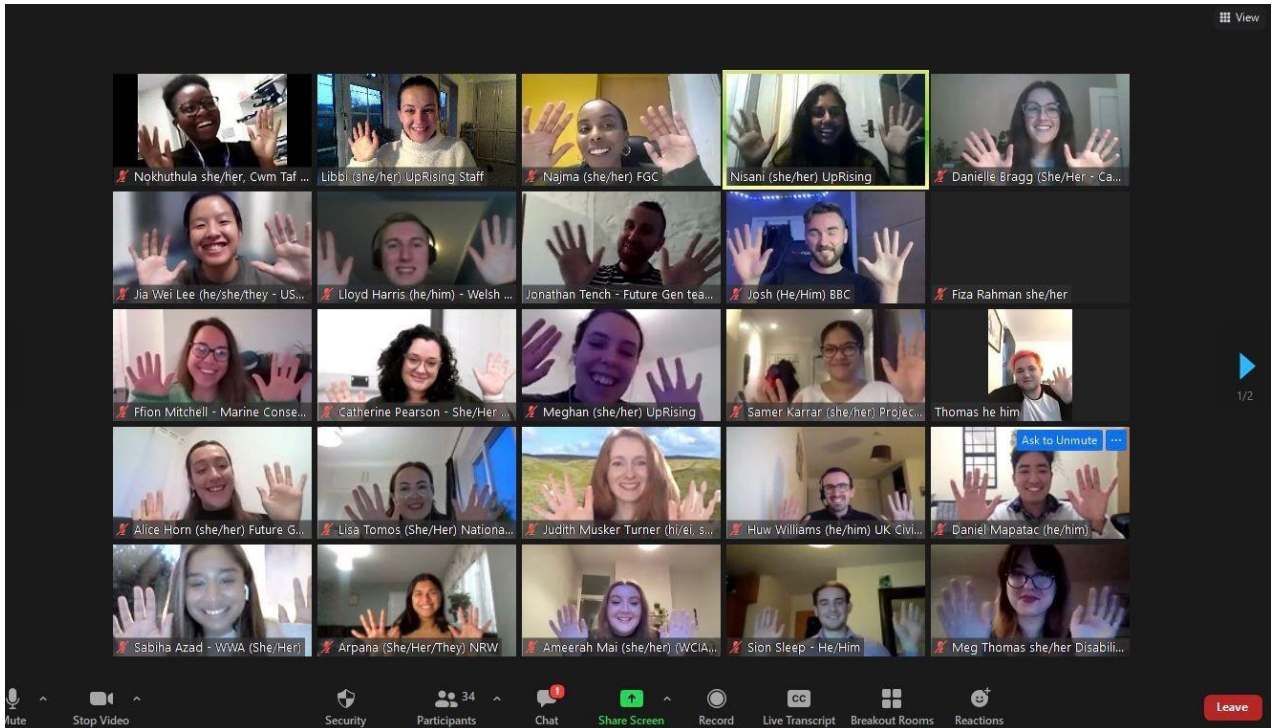 View
Nokhuthula she/her, Cwm Taf ...
Libbi (she/her) UpRising Staff
Najma (she/her) FGC
Nisani (she/her) UpRising
Danielle Bragg (She/Her - Ca...
Jia Wei Lee (he/she/they - US...
Lloyd Harris (he/him) - Welsh ...
Jonathan Tench - Future Gen tea...
Josh (He/Him) BBC
Fiza Rahman she/her
Ffion Mitchell - Marine Conse...
Catherine Pearson - She/Her ...
Meghan (she/her) UpRising
Samer Karrar (she/her) Projec...
Thomas he him
1/2
Ask to Unmute ...
Alice Horn (she/her) Future G...
Lisa Tomos (She/Her) Nationa...
Judith Musker Turner (hi/ei, s...
Huw Williams (he/him) UK Civi...
Daniel Mapatac (he/him)
Sabiha Azad - WWA (She/Her)
Arpana (She/Her/They) NRW
Ameerah Mai (she/her) (WCIA...
Sion Sleep - He/Him
Meg Thomas she/her Disabili...
Mute
Stop Video
Security
34
Participants
1
Chat
Share Screen
Record
CC
Live Transcript
Breakout Rooms
Reactions
Leave